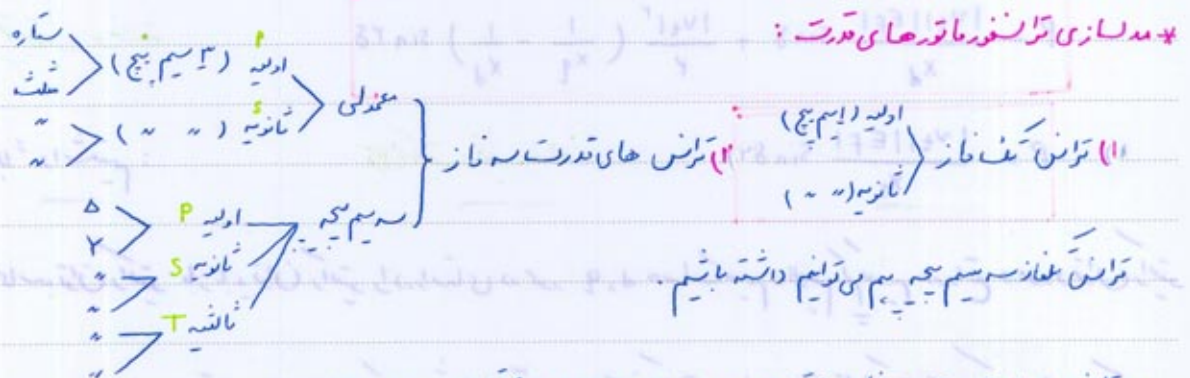 * مدلسازی ترانسفورماتورهای قدرت :
۱) ترانس تکفاز
اولیه (۱ سیم پیچ)
ثانویه (〃 〃)
۲) ترانس های قدرت سه فاز
معمولی
P اولیه (۳ سیم پیچ)
ستاره
مثلث
S ثانویه (〃 〃)
〃
〃
سه سیم پیچه
P اولیه
Δ
Y
S ثانویه
〃
〃
T ثالثیه
〃
〃
ترانس تکفاز سه سیم پیچه هم می توانیم داشته باشیم.